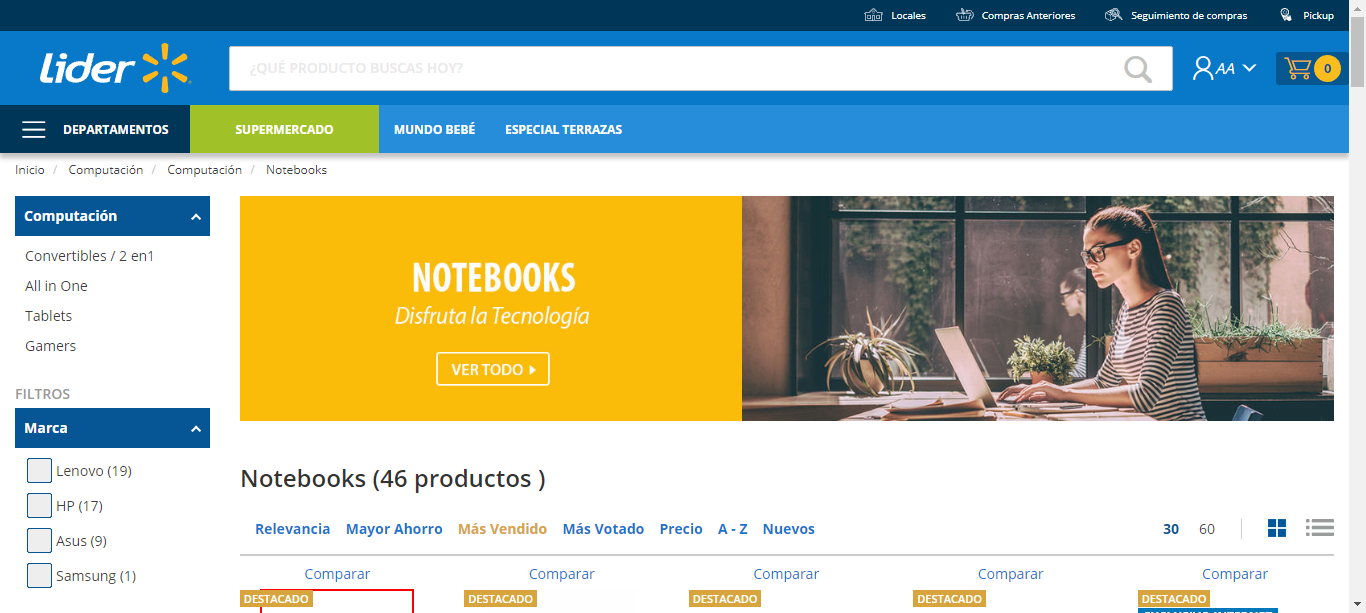 Locales Compras Anteriores Seguimiento de compras Pickup
Lider ¿QUÉ PRODUCTO BUSCAS HOY? AA 0
DEPARTAMENTOS SUPERMERCADO MUNDO BEBÉ ESPECIAL TERRAZAS
Inicio / Computación / Computación / Notebooks
Computación
Convertibles / 2 en1
All in One
Tablets
Gamers
FILTROS
Marca
Lenovo (19)
HP (17)
Asus (9)
Samsung (1)
NOTEBOOKS
Disfruta la Tecnología
VER TODO
Notebooks (46 productos )
Relevancia Mayor Ahorro Más Vendido Más Votado Precio A - Z Nuevos 30 60
Comparar Comparar Comparar Comparar Comparar
DESTACADO DESTACADO DESTACADO DESTACADO DESTACADO